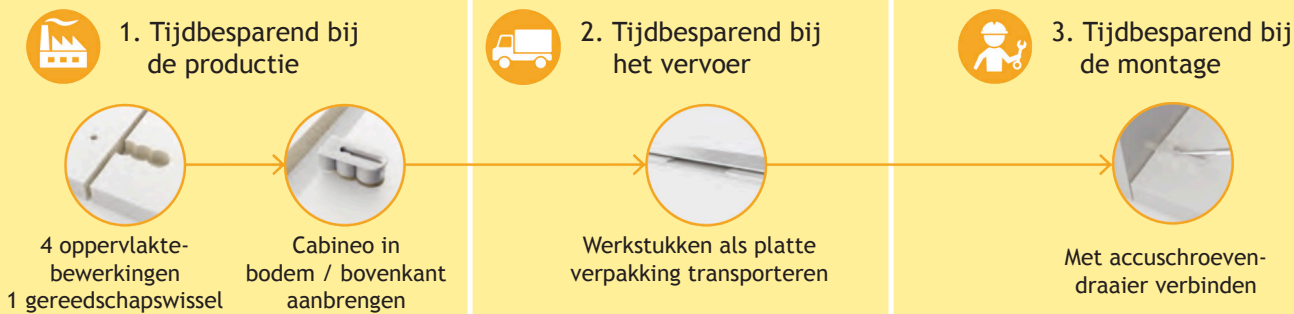 1. Tijdbesparend bij
de productie
4 oppervlakte-
bewerkingen
1 gereedschapswissel
Cabineo in
bodem / bovenkant
aanbrengen
2. Tijdbesparend bij
het vervoer
Werkstukken als platte
verpakking transporteren
3. Tijdbesparend bij
de montage
Met accuschroeven-
draaier verbinden